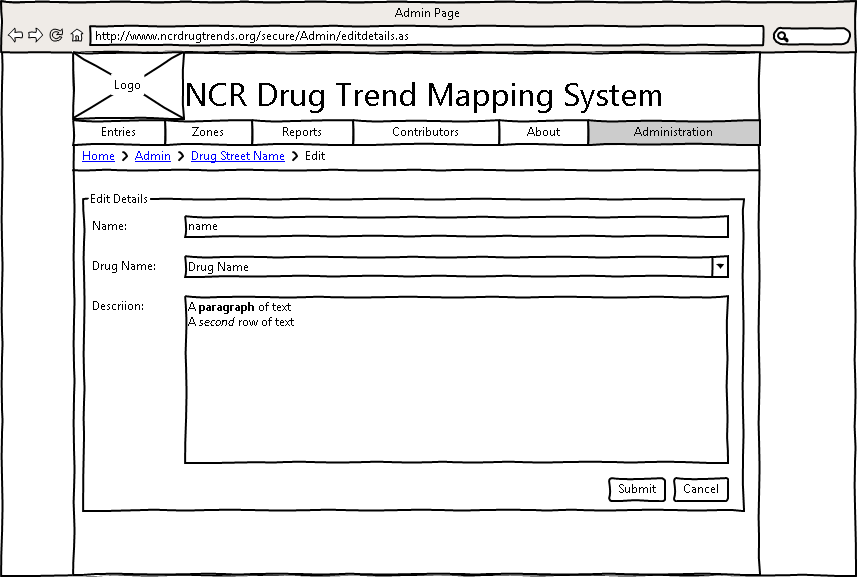 Admin Page
http://www.ncrdrugtrends.org/secure/Admin/editdetails.as
Logo
NCR Drug Trend Mapping System
Entries Zones Reports Contributors About Administration
Home > Admin > Drug Street Name > Edit
Edit Details
Name: name
Drug Name: Drug Name
Descriion: A paragraph of text
A second row of text
Submit Cancel